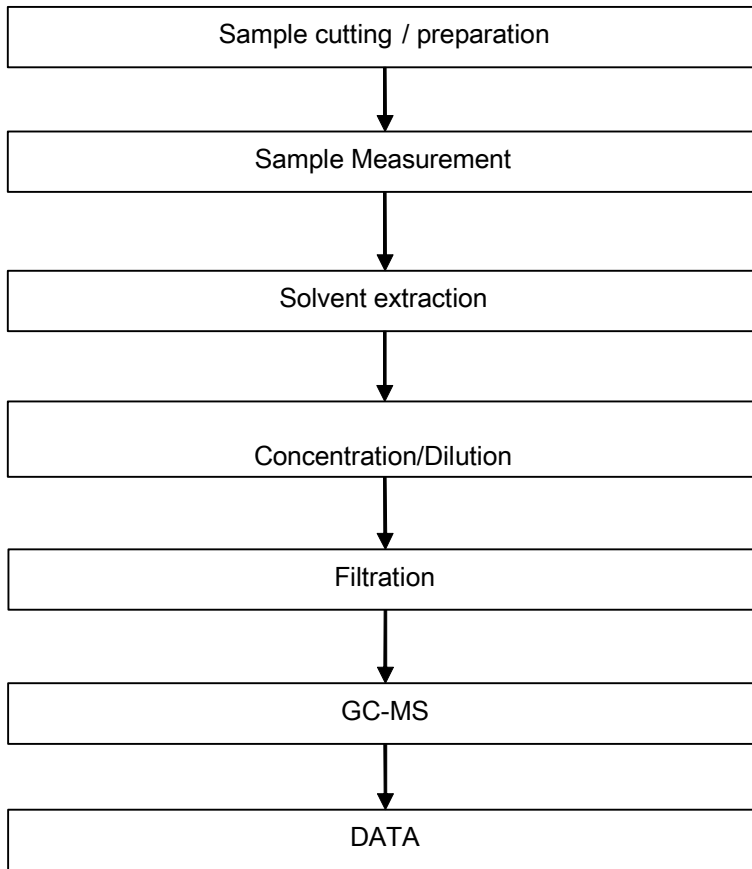 Sample cutting / preparation
Sample Measurement
Solvent extraction
Concentration/Dilution
Filtration
GC-MS
DATA